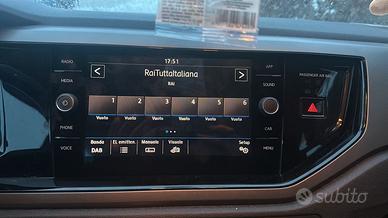 17:51
RADIO
MEDIA
PHONE
VOICE
RaiTuttaItaliana
RAI
1 2 3 4 5 6
Vuoto Vuoto Vuoto Vuoto Vuoto Vuoto
Banda El. emitten. Manuale Visuale Setup
DAB
APP
SOUND
CAR
MENU
PASSENGER AIR BAG
subito